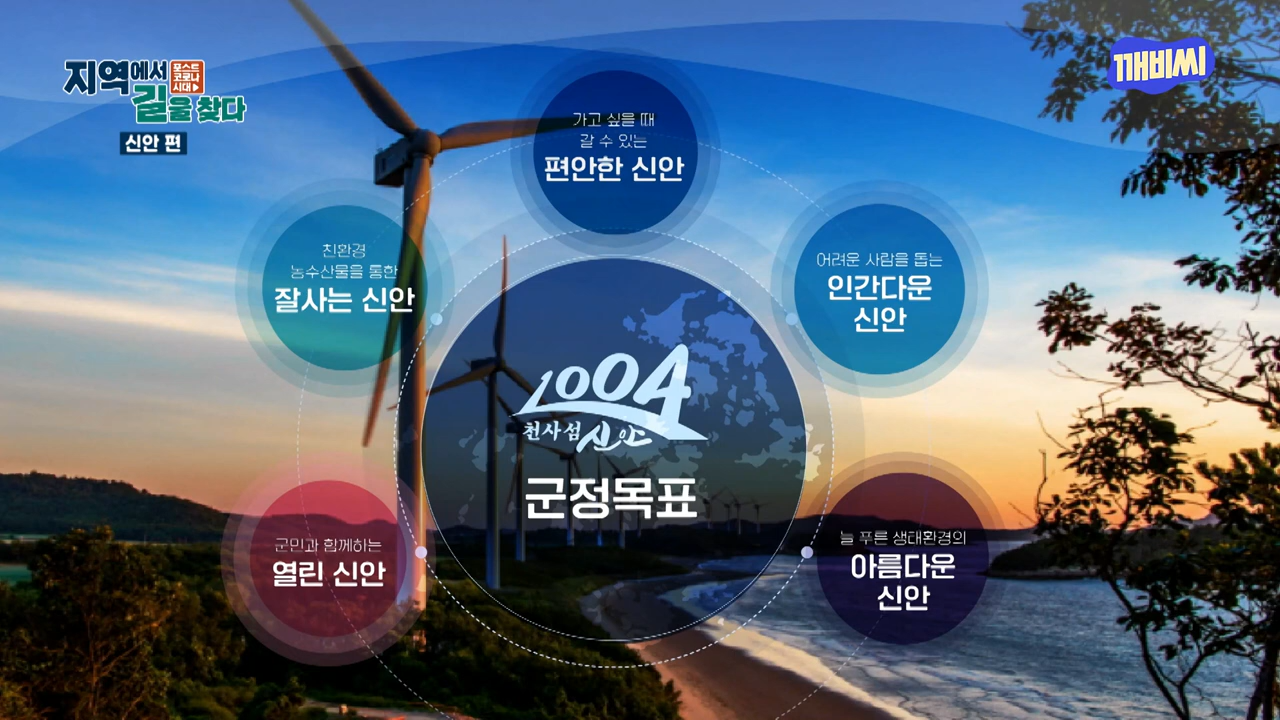 지역에서
포스트
코로나
시대
길을 찾다
신안 편
깨비씨
가고 싶을 때
갈 수 있는
편안한 신안
친환경
농수산물을 통한
잘사는 신안
어려운 사람을 돕는
인간다운
신안
1004
천사섬 신안
군정목표
군민과 함께하는
열린 신안
늘 푸른 생태환경의
아름다운
신안